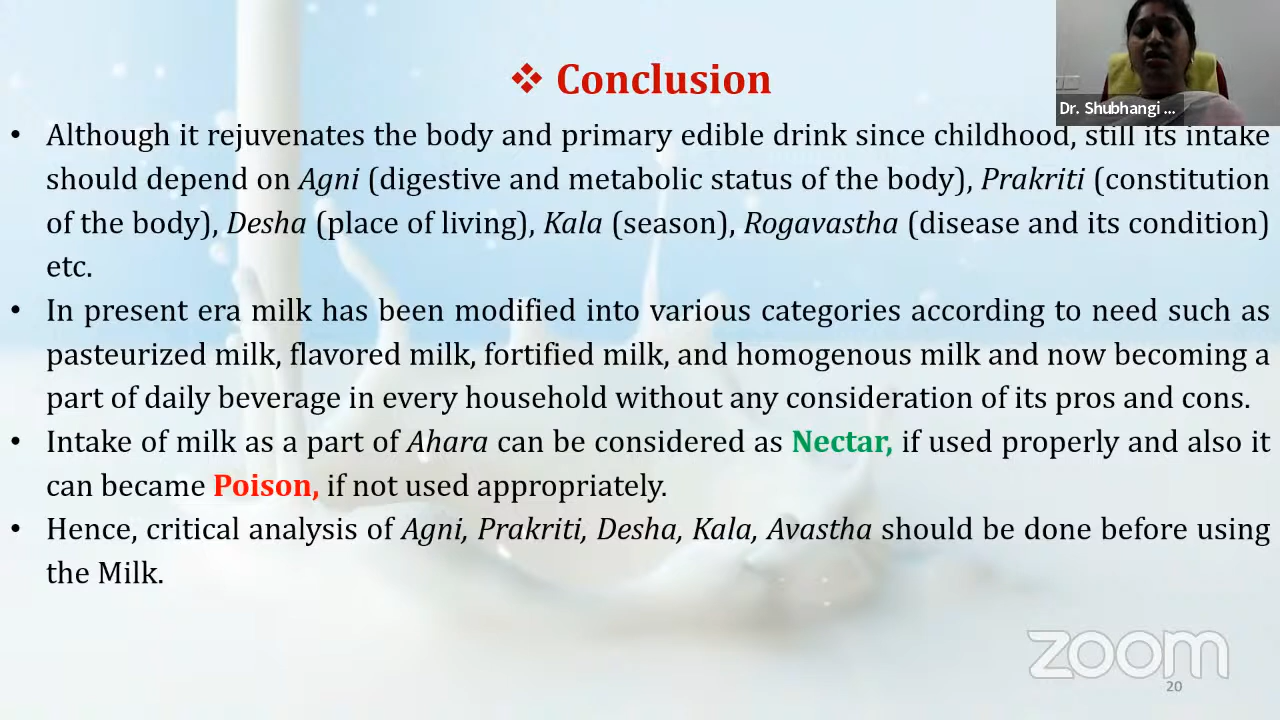 ❖ Conclusion
Dr. Shubhangi ...
• Although it rejuvenates the body and primary edible drink since childhood, still its intake
should depend on Agni (digestive and metabolic status of the body), Prakriti (constitution
of the body), Desha (place of living), Kala (season), Rogavastha (disease and its condition)
etc.
• In present era milk has been modified into various categories according to need such as
pasteurized milk, flavored milk, fortified milk, and homogenous milk and now becoming a
part of daily beverage in every household without any consideration of its pros and cons.
• Intake of milk as a part of Ahara can be considered as Nectar, if used properly and also it
can became Poison, if not used appropriately.
• Hence, critical analysis of Agni, Prakriti, Desha, Kala, Avastha should be done before using
the Milk.
zoom
20